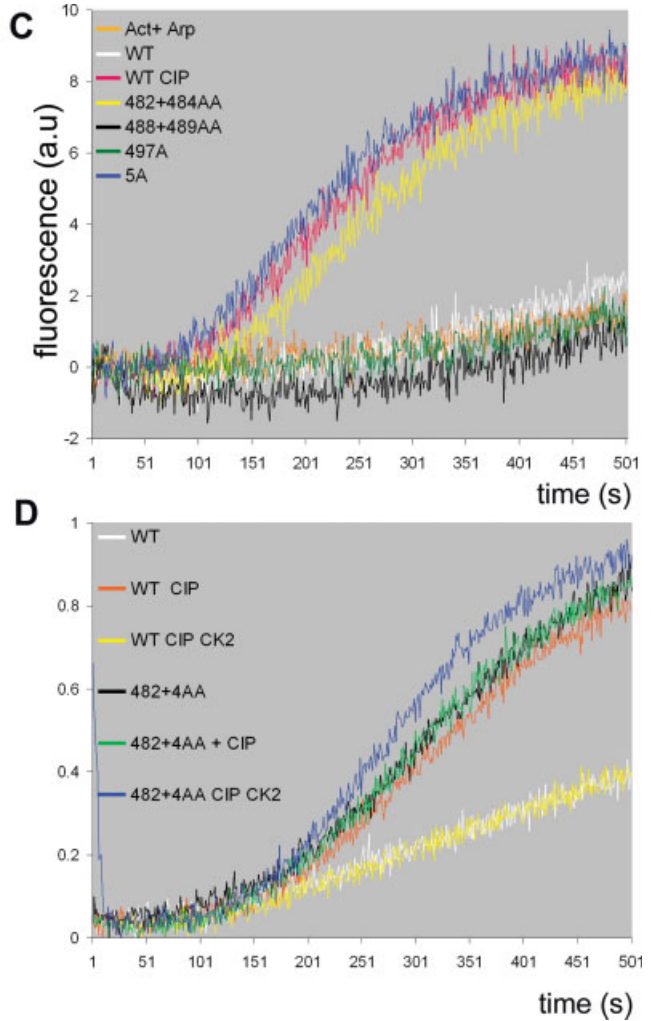 C
fluorescence (a.u)
10
8
6
4
2
0
-2
Act+ Arp
WT
WT CIP
482+484AA
488+489AA
497A
5A
1 51 101 151 201 251 301 351 401 451 501
time (s)
D
1
0.8
0.6
0.4
0.2
0
WT
WT CIP
WT CIP CK2
482+4AA
482+4AA + CIP
482+4AA CIP CK2
1 51 101 151 201 251 301 351 401 451 501
time (s)